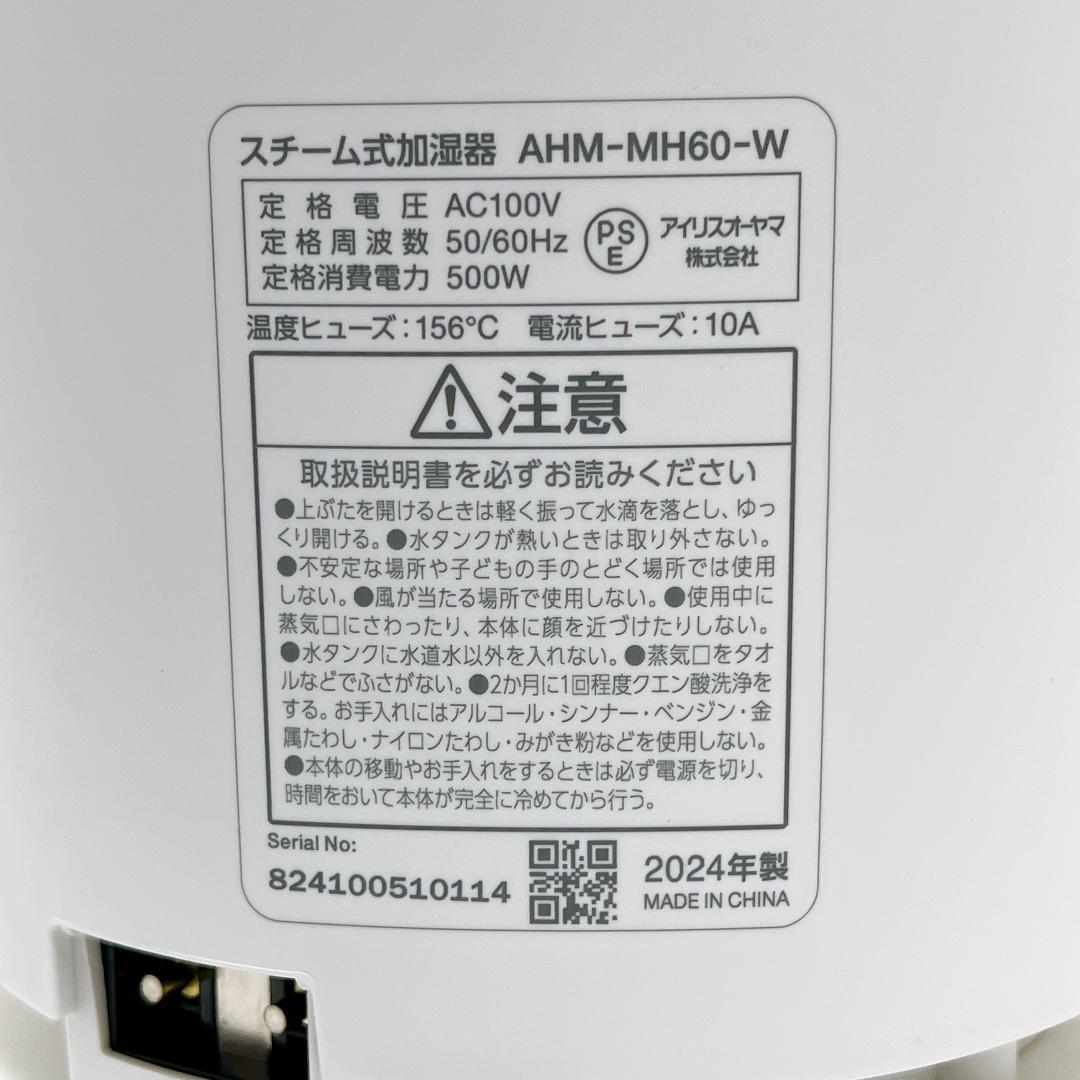 スチーム式加湿器 AHM-MH60-W
定格電圧 AC100V
定格周波数 50/60Hz
定格消費電力 500W
PSE
アイリスオーヤマ
株式会社
温度ヒューズ:156℃ 電流ヒューズ:10A
注意
取扱説明書を必ずお読みください
●上ぶたを開けるときは軽く振って水滴を落とし、ゆっ
くり開ける。●水タンクが熱いときは取り外さない。
●不安定な場所や子どもの手のとどく場所では使用
しない。●風が当たる場所で使用しない。●使用中に
蒸気口にさわったり、本体に顔を近づけたりしない。
●水タンクに水道水以外を入れない。●蒸気口をタオ
ルなどでふさがない。●2か月に1回程度クエン酸洗浄を
する。お手入れにはアルコール・シンナー・ベンジン・金
属たわし・ナイロンたわし・みがき粉などを使用しない。
●本体の移動やお手入れをするときは必ず電源を切り、
時間をおいて本体が完全に冷めてから行う。
Serial No:
824100510114
2024年製
MADE IN CHINA